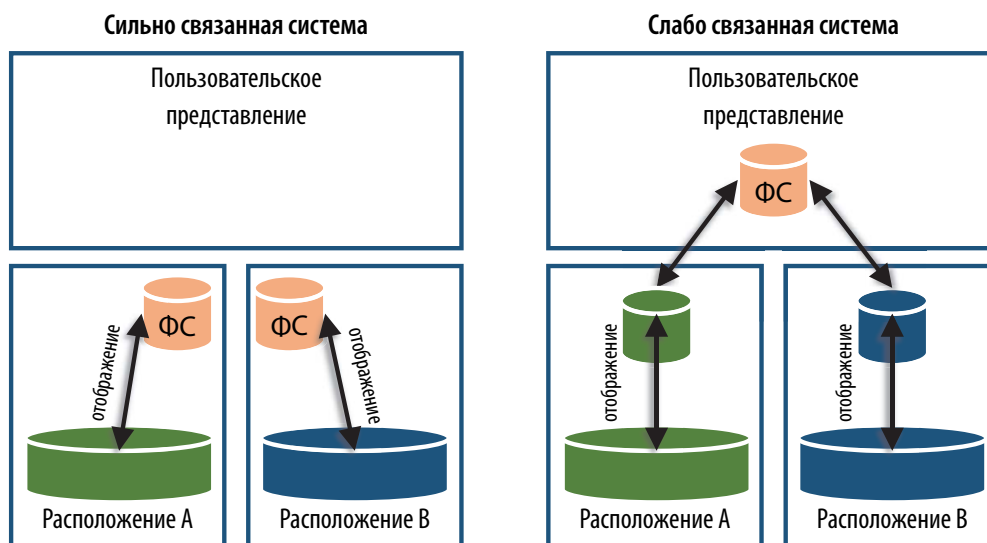 Сильно связанная система
Пользовательское
представление
ФС
ФС
отображение
отображение
Расположение A
Расположение B
Слабо связанная система
Пользовательское
представление
ФС
отображение
отображение
Расположение A
Расположение B